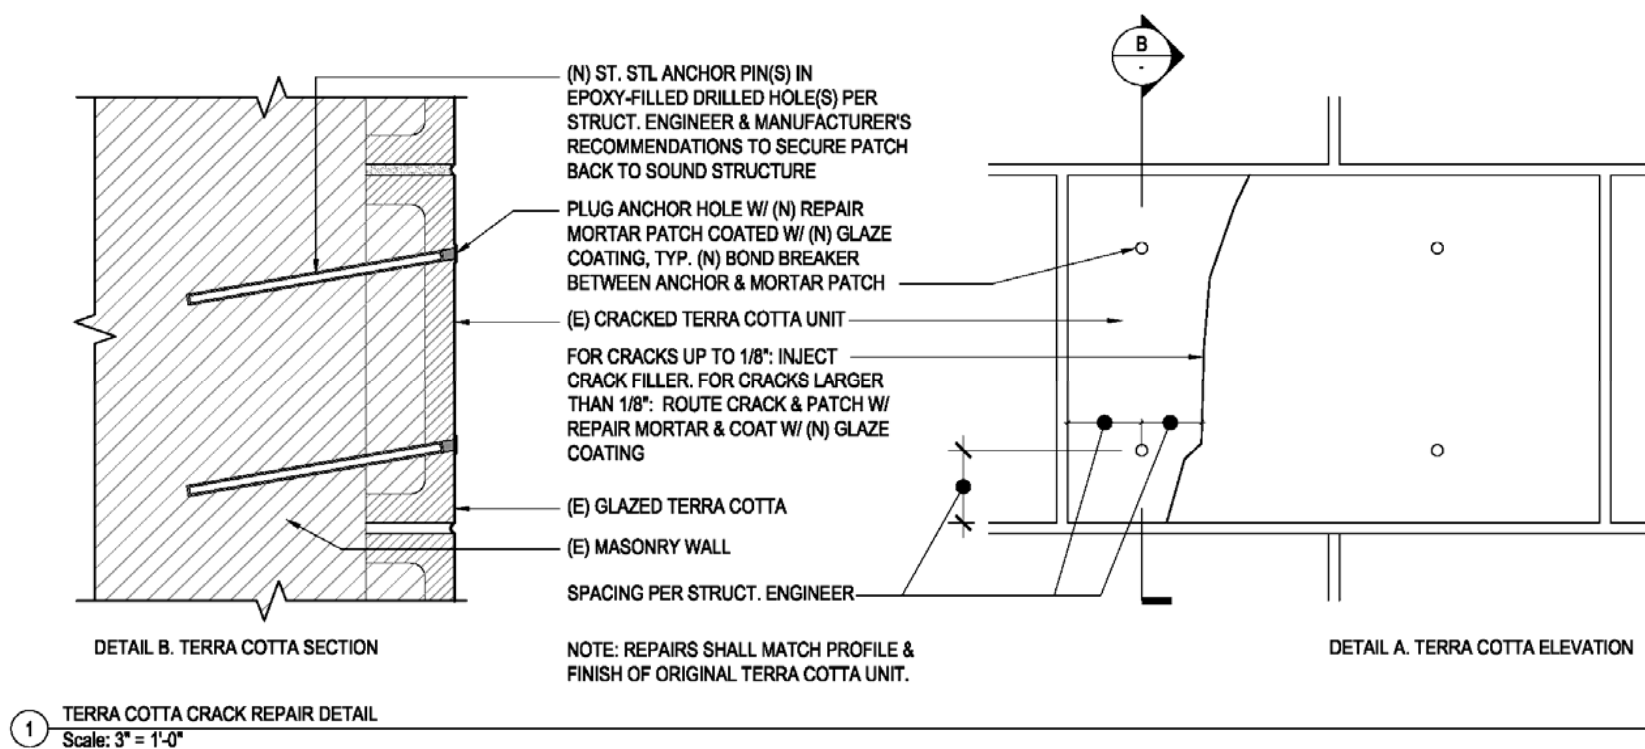 (N) ST. STL ANCHOR PIN(S) IN
EPOXY-FILLED DRILLED HOLE(S) PER
STRUCT. ENGINEER & MANUFACTURER'S
RECOMMENDATIONS TO SECURE PATCH
BACK TO SOUND STRUCTURE
PLUG ANCHOR HOLE W/ (N) REPAIR
MORTAR PATCH COATED W/ (N) GLAZE
COATING, TYP. (N) BOND BREAKER
BETWEEN ANCHOR & MORTAR PATCH
(E) CRACKED TERRA COTTA UNIT
FOR CRACKS UP TO 1/8": INJECT
CRACK FILLER. FOR CRACKS LARGER
THAN 1/8": ROUTE CRACK & PATCH W/
REPAIR MORTAR & COAT W/ (N) GLAZE
COATING
(E) GLAZED TERRA COTTA
(E) MASONRY WALL
SPACING PER STRUCT. ENGINEER
NOTE: REPAIRS SHALL MATCH PROFILE &
FINISH OF ORIGINAL TERRA COTTA UNIT.
B
-
DETAIL B. TERRA COTTA SECTION
DETAIL A. TERRA COTTA ELEVATION
1
TERRA COTTA CRACK REPAIR DETAIL
Scale: 3" = 1'-0"